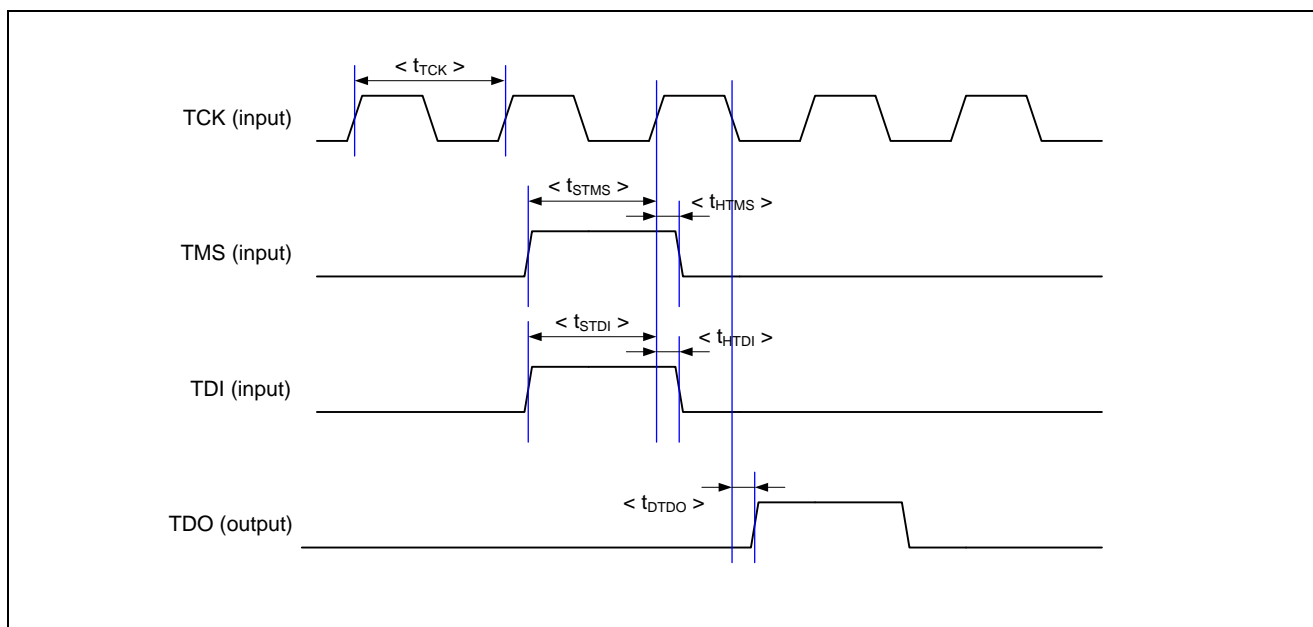 < tTCK >
TCK (input)
< tSTMS >
< tHTMS >
TMS (input)
< tSTDI >
< tHTDI >
TDI (input)
< tDTDO >
TDO (output)